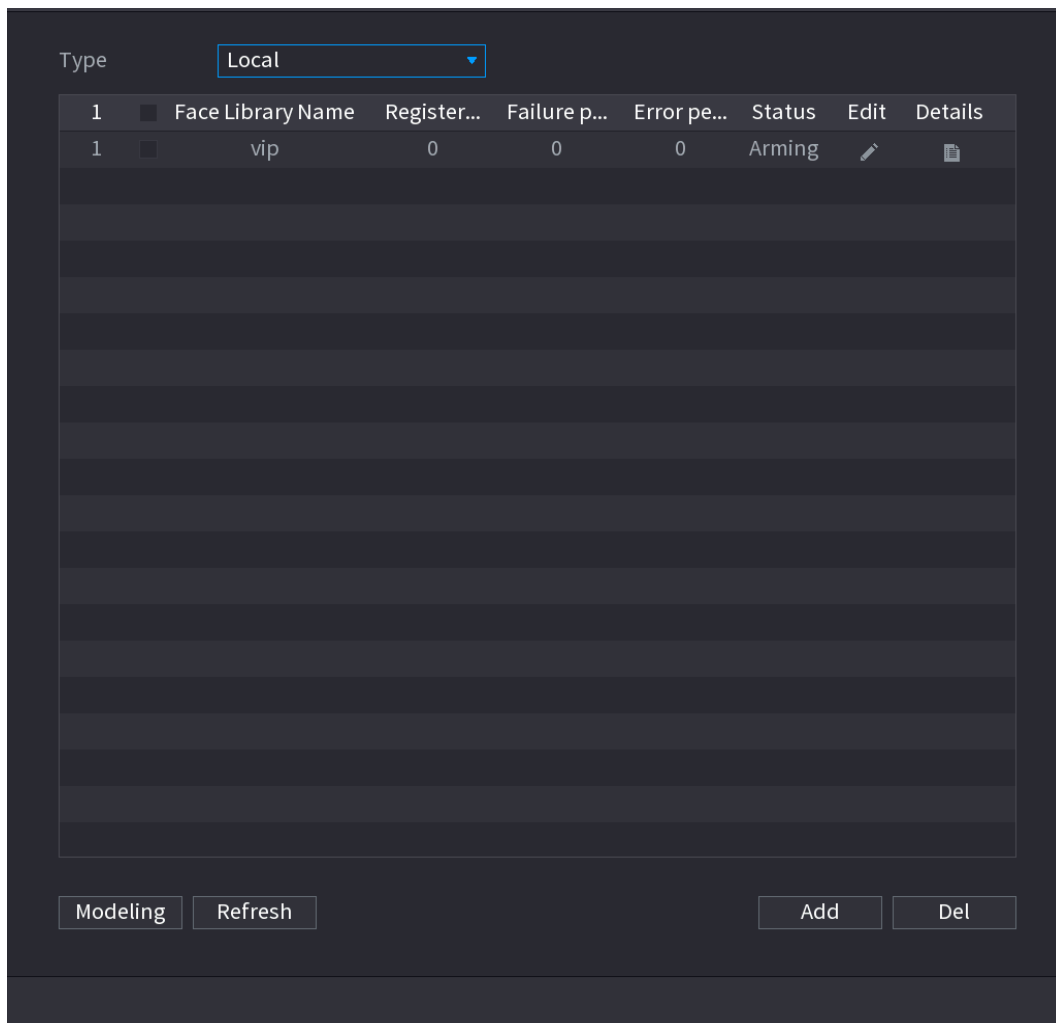 Type Local
1 Face Library Name Register... Failure p... Error pe... Status Edit Details
1 vip 0 0 0 Arming
Modeling Refresh Add Del